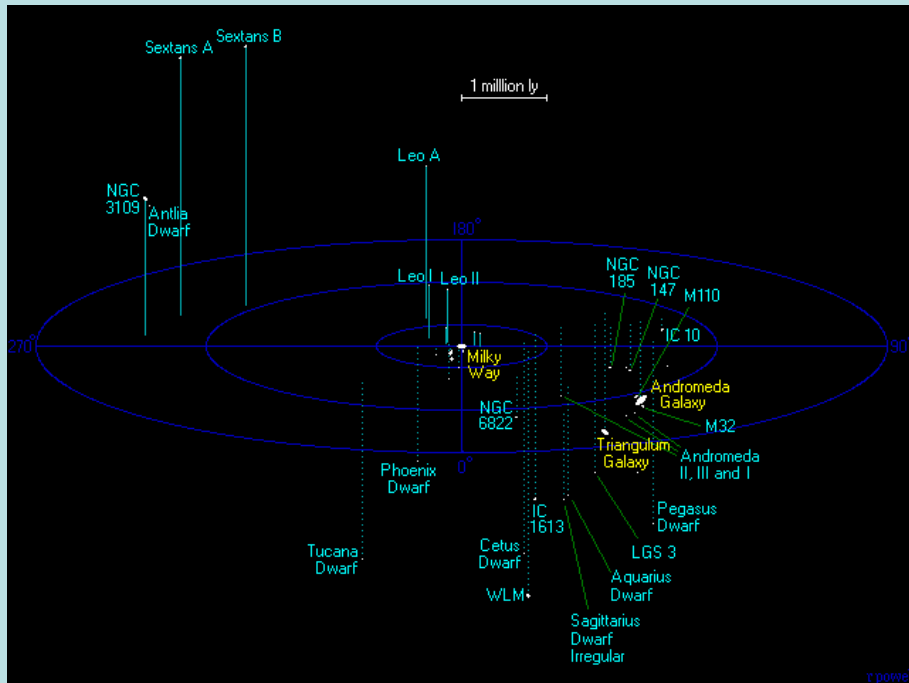 Sextans A
Sextans B
1 milllion ly
Leo A
NGC
3109
Antlia
Dwarf
180°
Leo I
Leo II
NGC
185
NGC
147
M110
270°
II
IC 10
90°
Milky
Way
Andromeda
Galaxy
NGC
6822
M32
Triangulum
Galaxy
0°
Andromeda
II, III and I
Phoenix
Dwarf
IC
1613
Pegasus
Dwarf
Tucana
Dwarf
Cetus
Dwarf
LGS 3
Aquarius
Dwarf
WLM
Sagittarius
Dwarf
Irregular